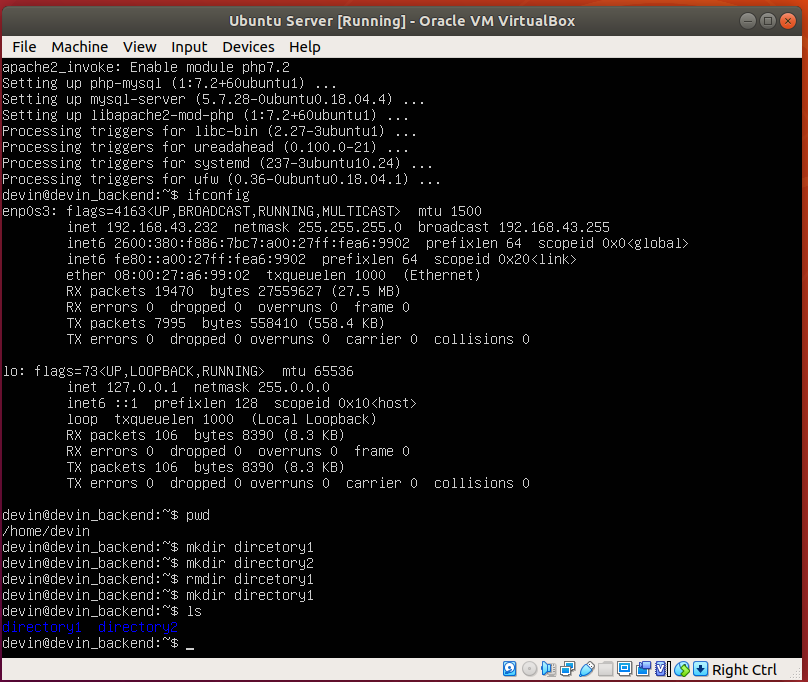 Ubuntu Server [Running] - Oracle VM VirtualBox
File Machine View Input Devices Help
apache2_invoke: Enable module php7.2
Setting up php-mysql (1:7.2+60ubuntu1) ...
Setting up mysql-server (5.7.28-0ubuntu0.18.04.4) ...
Setting up libapache2-mod-php (1:7.2+60ubuntu1) ...
Processing triggers for libc-bin (2.27-3ubuntu1) ...
Processing triggers for ureadahead (0.100.0-21) ...
Processing triggers for systemd (237-3ubuntu10.24) ...
Processing triggers for ufw (0.36-0ubuntu0.18.04.1) ...
devin@devin_backend:~$ ifconfig
enp0s3: flags=4163<UP,BROADCAST,RUNNING,MULTICAST>  mtu 1500
        inet 192.168.43.232  netmask 255.255.255.0  broadcast 192.168.43.255
        inet6 2600:380:f886:7bc7:a00:27ff:fea6:9902  prefixlen 64  scopeid 0x0<global>
        inet6 fe80::a00:27ff:fea6:9902  prefixlen 64  scopeid 0x20<link>
        ether 08:00:27:a6:99:02  txqueuelen 1000  (Ethernet)
        RX packets 19470  bytes 27559627 (27.5 MB)
        RX errors 0  dropped 0  overruns 0  frame 0
        TX packets 7995  bytes 558410 (558.4 KB)
        TX errors 0  dropped 0 overruns 0  carrier 0  collisions 0
lo: flags=73<UP,LOOPBACK,RUNNING>  mtu 65536
        inet 127.0.0.1  netmask 255.0.0.0
        inet6 ::1  prefixlen 128  scopeid 0x10<host>
        loop  txqueuelen 1000  (Local Loopback)
        RX packets 106  bytes 8390 (8.3 KB)
        RX errors 0  dropped 0  overruns 0  frame 0
        TX packets 106  bytes 8390 (8.3 KB)
        TX errors 0  dropped 0 overruns 0  carrier 0  collisions 0
devin@devin_backend:~$ pwd
/home/devin
devin@devin_backend:~$ mkdir dircetory1
devin@devin_backend:~$ mkdir directory2
devin@devin_backend:~$ rmdir dircetory1
devin@devin_backend:~$ mkdir directory1
devin@devin_backend:~$ ls
directory1  directory2
devin@devin_backend:~$ _
Right Ctrl